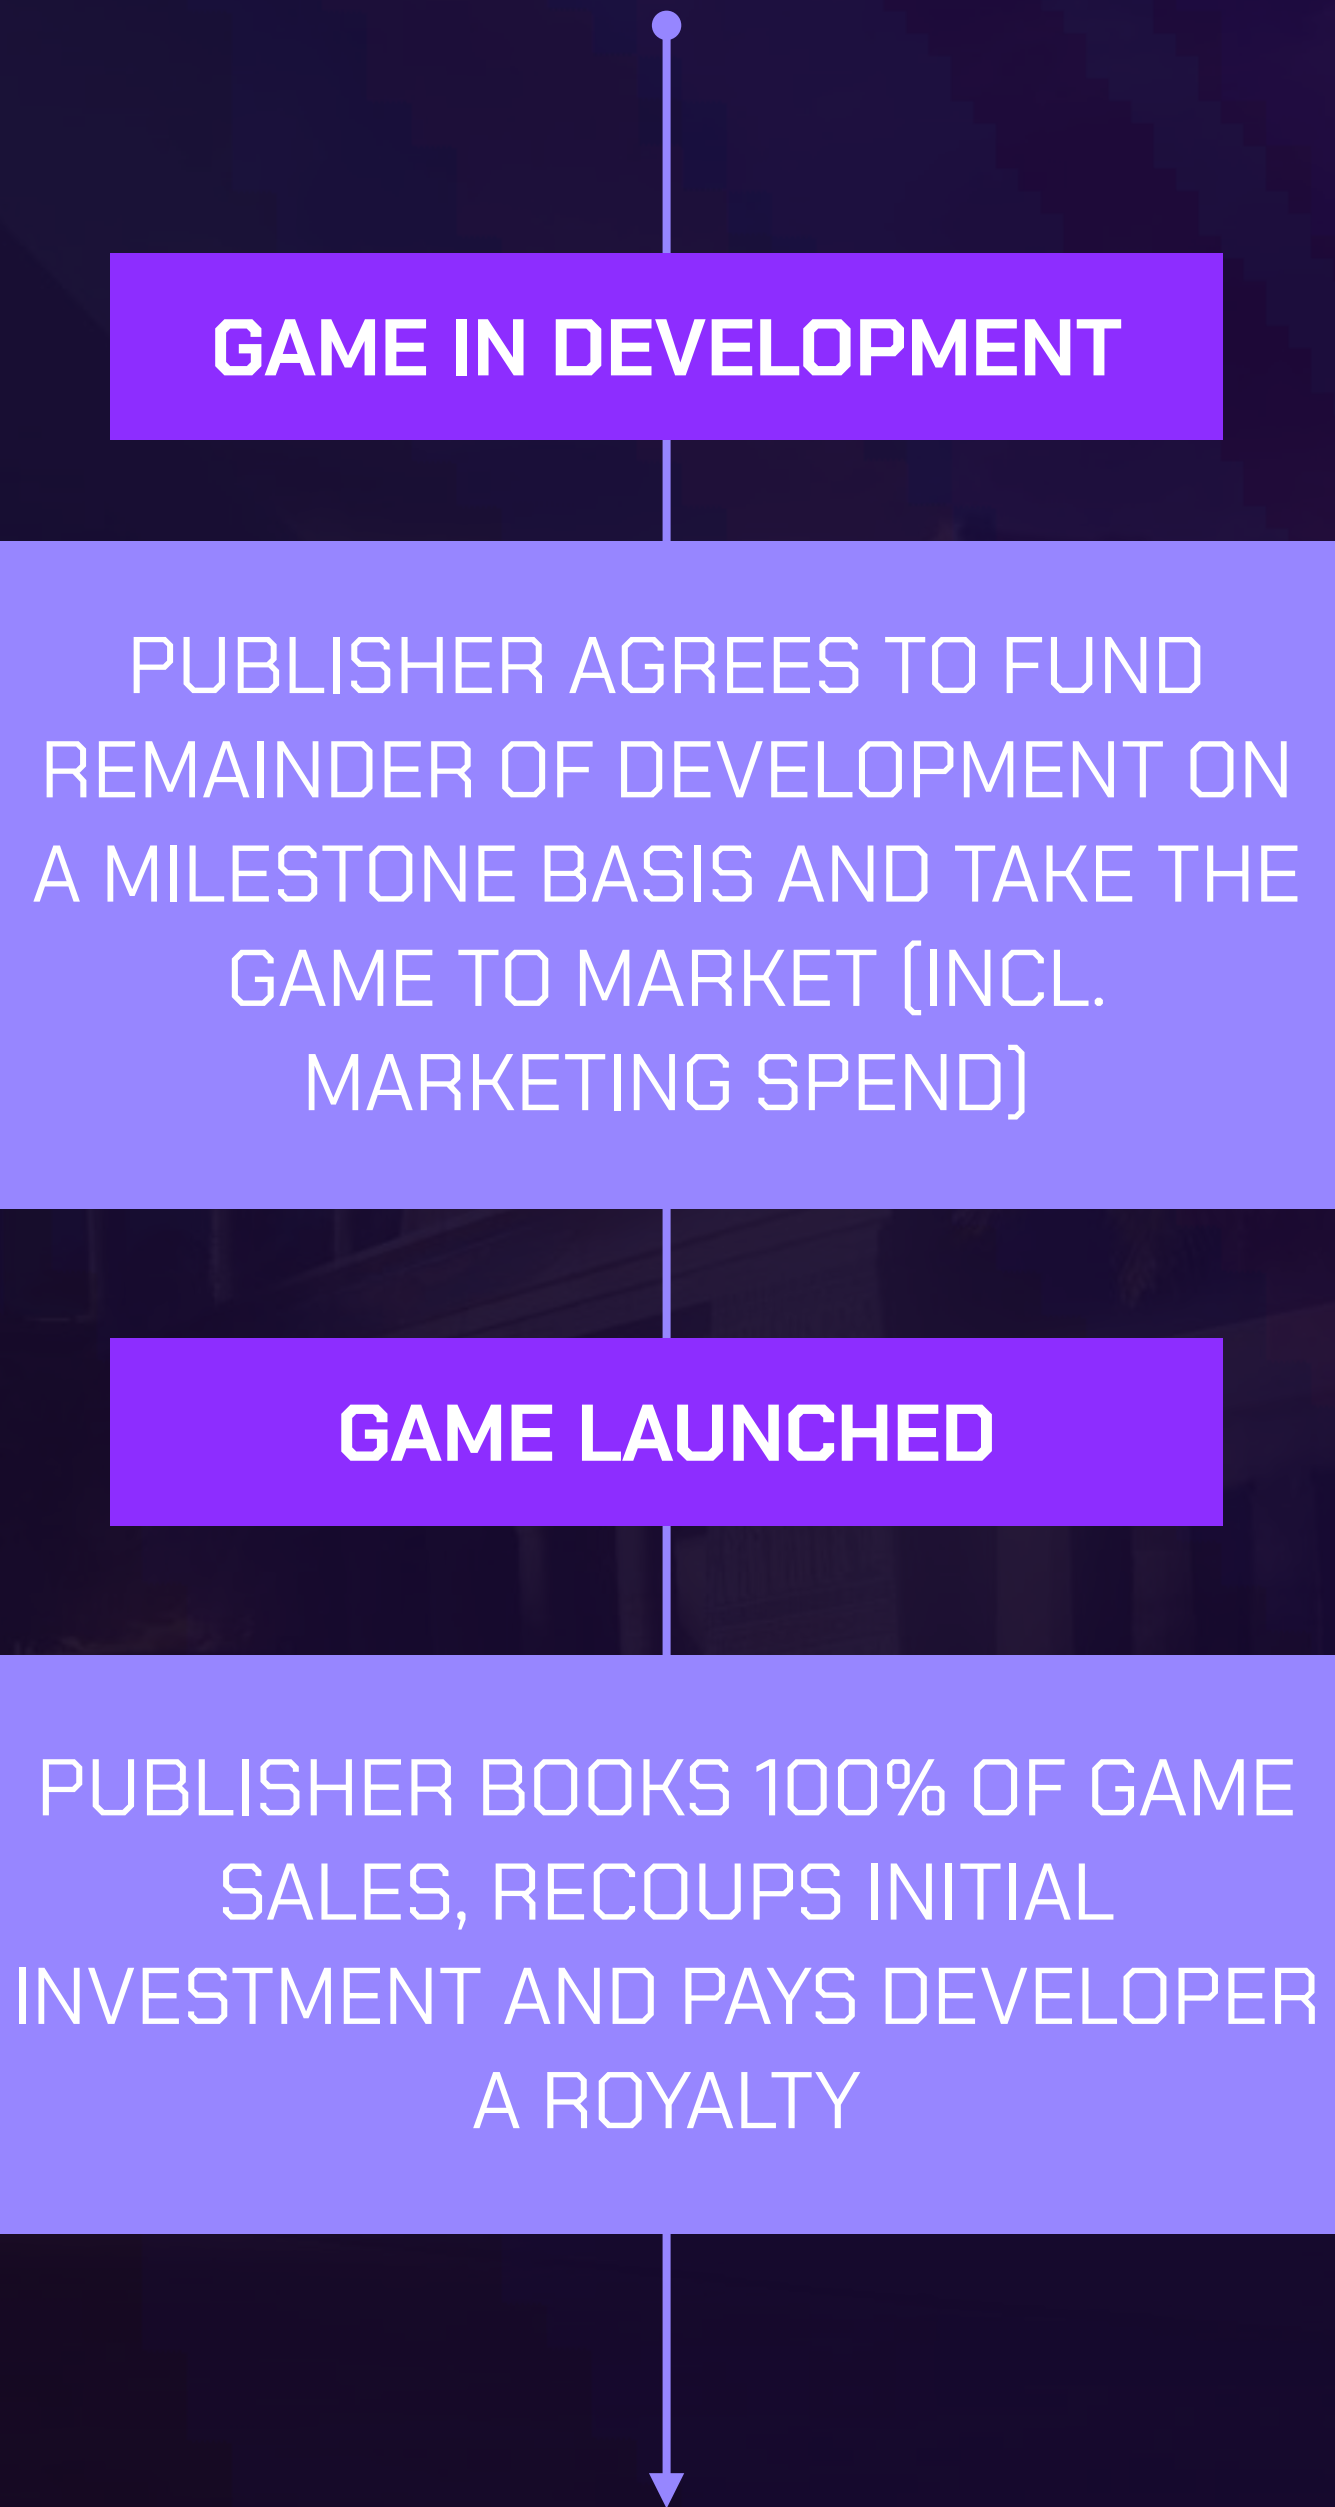 GAME IN DEVELOPMENT
PUBLISHER AGREES TO FUND
REMAINDER OF DEVELOPMENT ON
A MILESTONE BASIS AND TAKE THE
GAME TO MARKET (INCL.
MARKETING SPEND)
GAME LAUNCHED
PUBLISHER BOOKS 100% OF GAME
SALES, RECOUPS INITIAL
INVESTMENT AND PAYS DEVELOPER
A ROYALTY